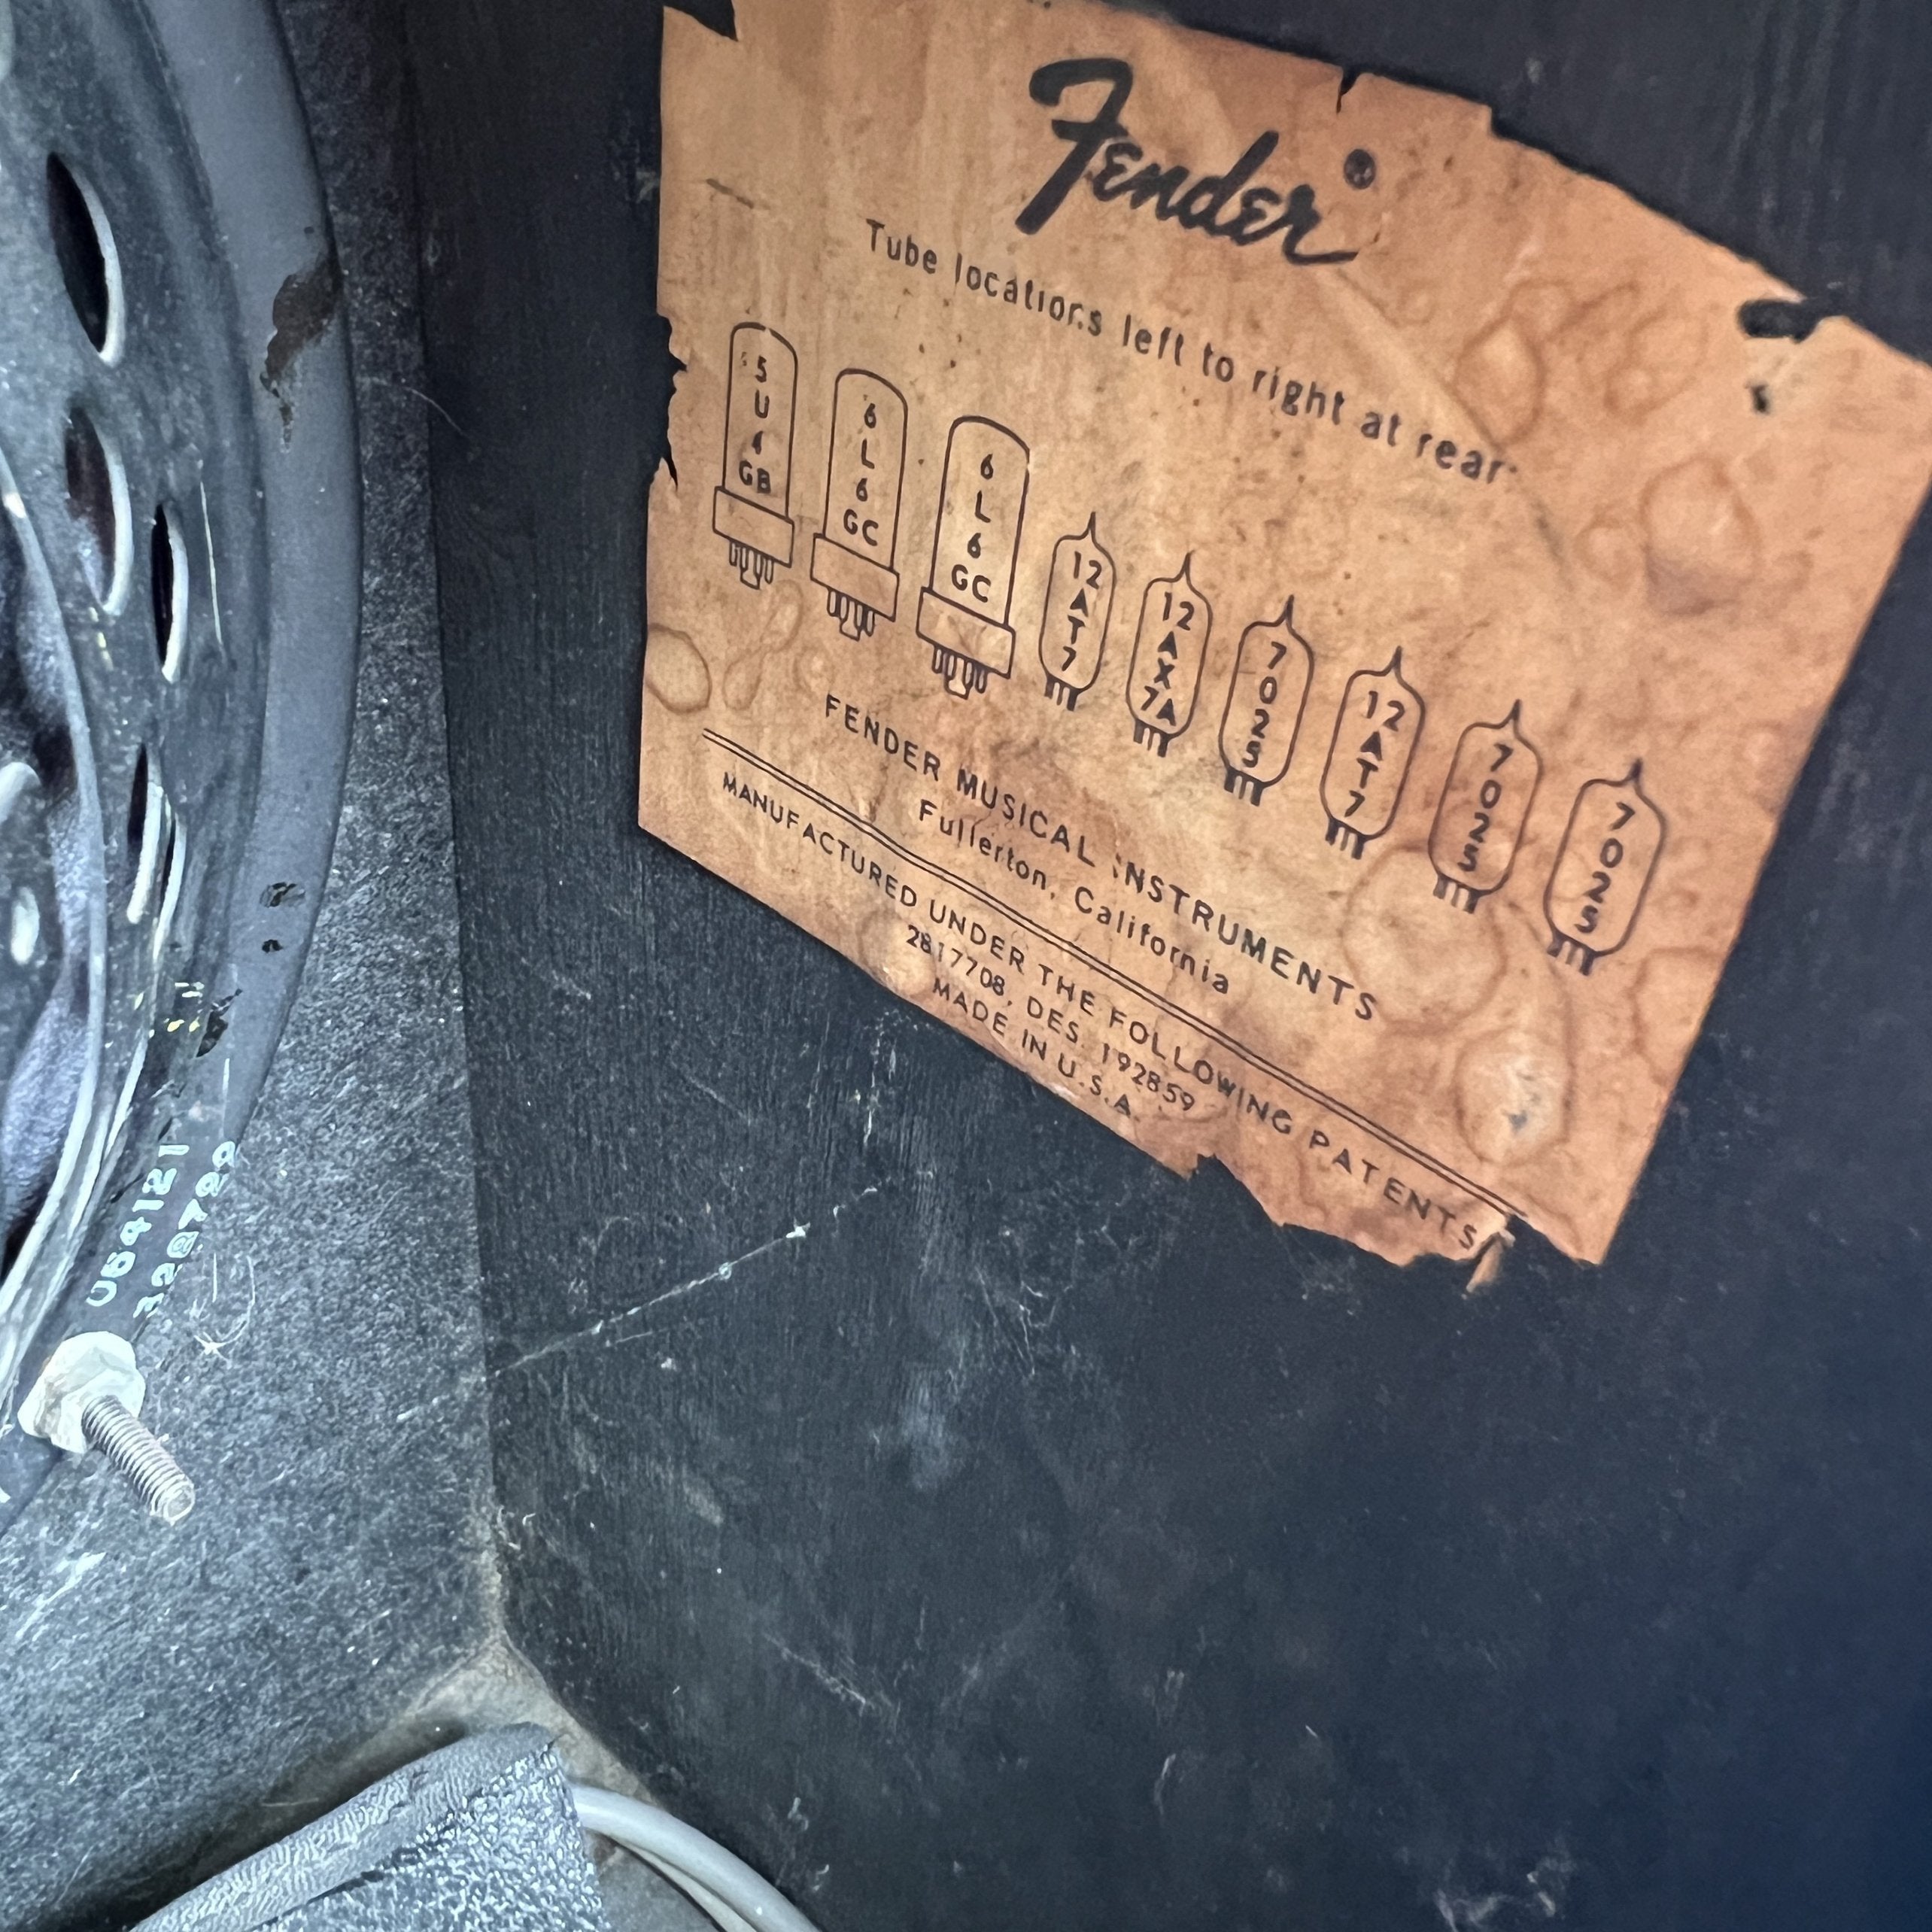 Fender®
Tube locations left to right at rear
5U4GB 6L6GC 6L6GC 12AT7 12AX7A 7025 12AT7 7025 7025
FENDER MUSICAL INSTRUMENTS
Fullerton, California
MANUFACTURED UNDER THE FOLLOWING PATENTS
2817708, DES. 192859
MADE IN U.S.A.